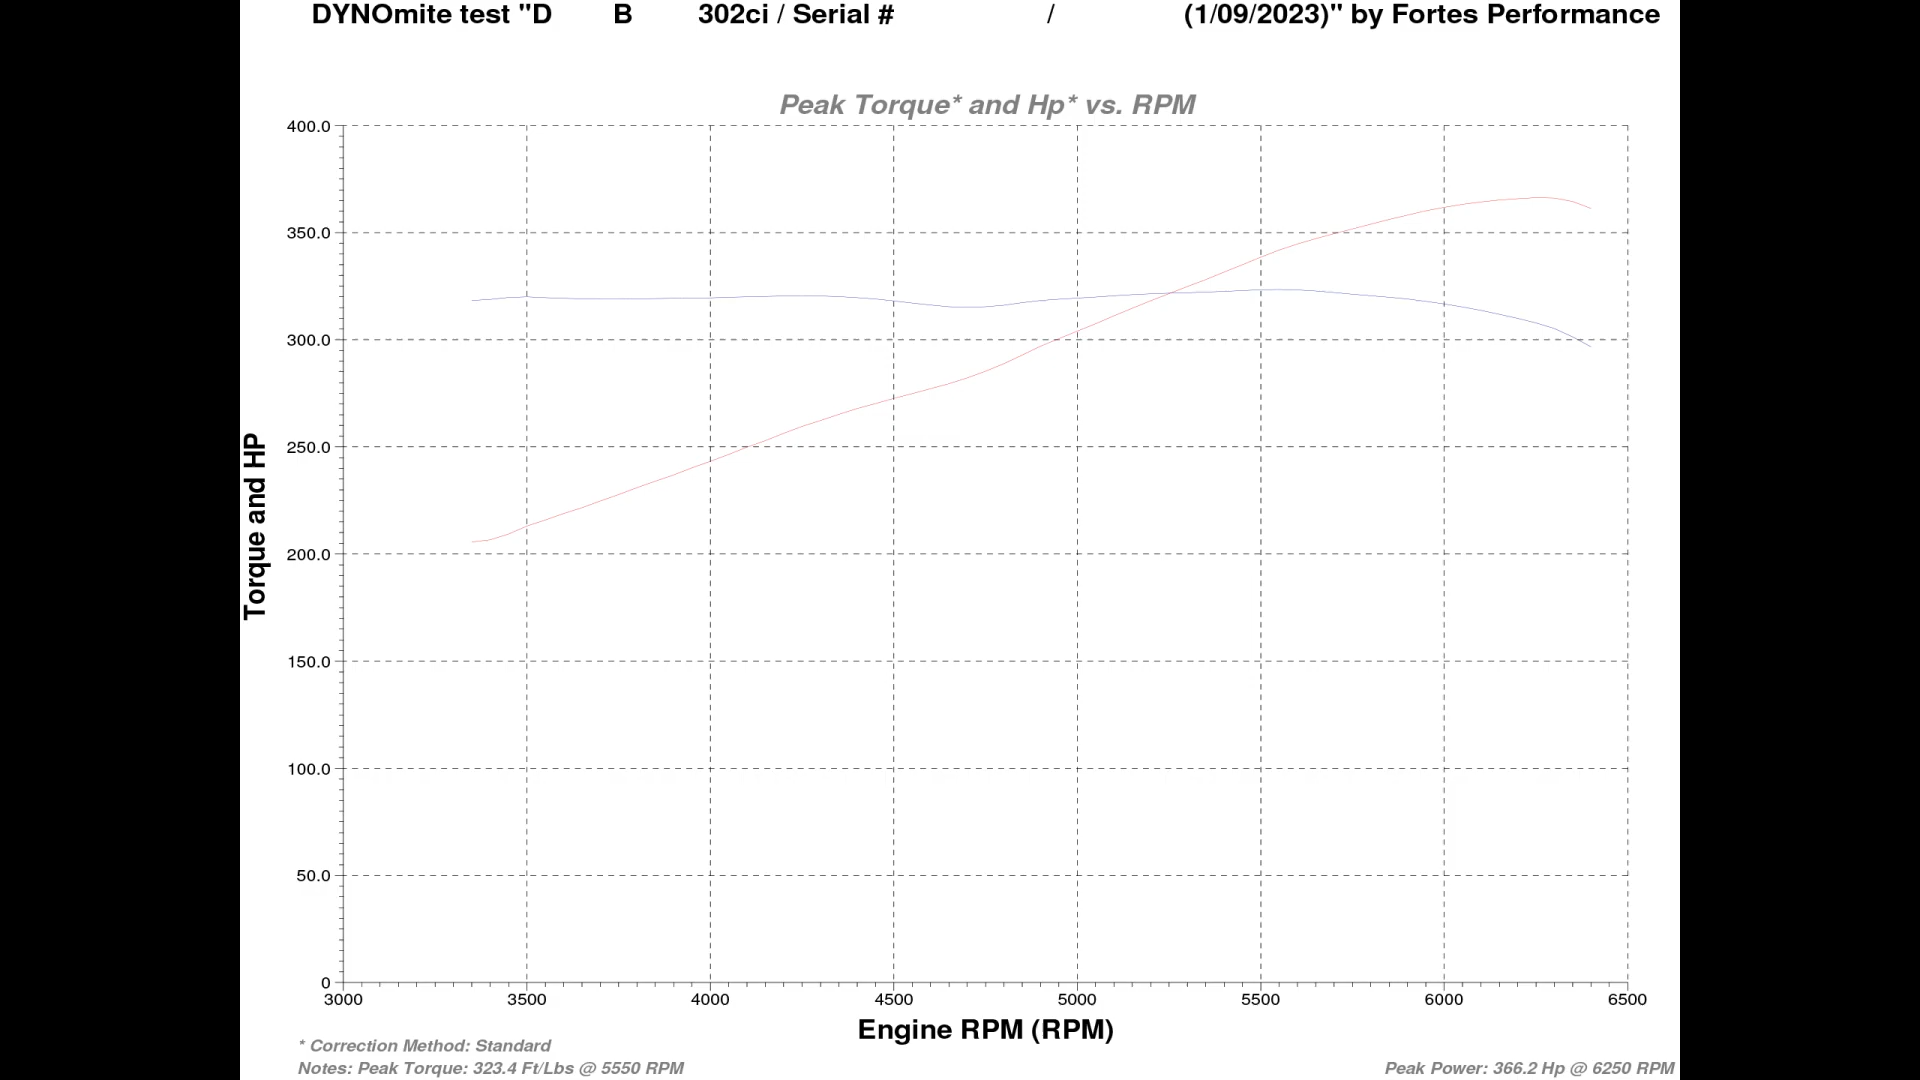 DYNOmite test "D B 302ci / Serial # / (1/09/2023)" by Fortes Performance
Peak Torque* and Hp* vs. RPM
400.0
350.0
300.0
250.0
200.0
150.0
100.0
50.0
0
Torque and HP
3000 3500 4000 4500 5000 5500 6000 6500
Engine RPM (RPM)
* Correction Method: Standard
Notes: Peak Torque: 323.4 Ft/Lbs @ 5550 RPM
Peak Power: 366.2 Hp @ 6250 RPM